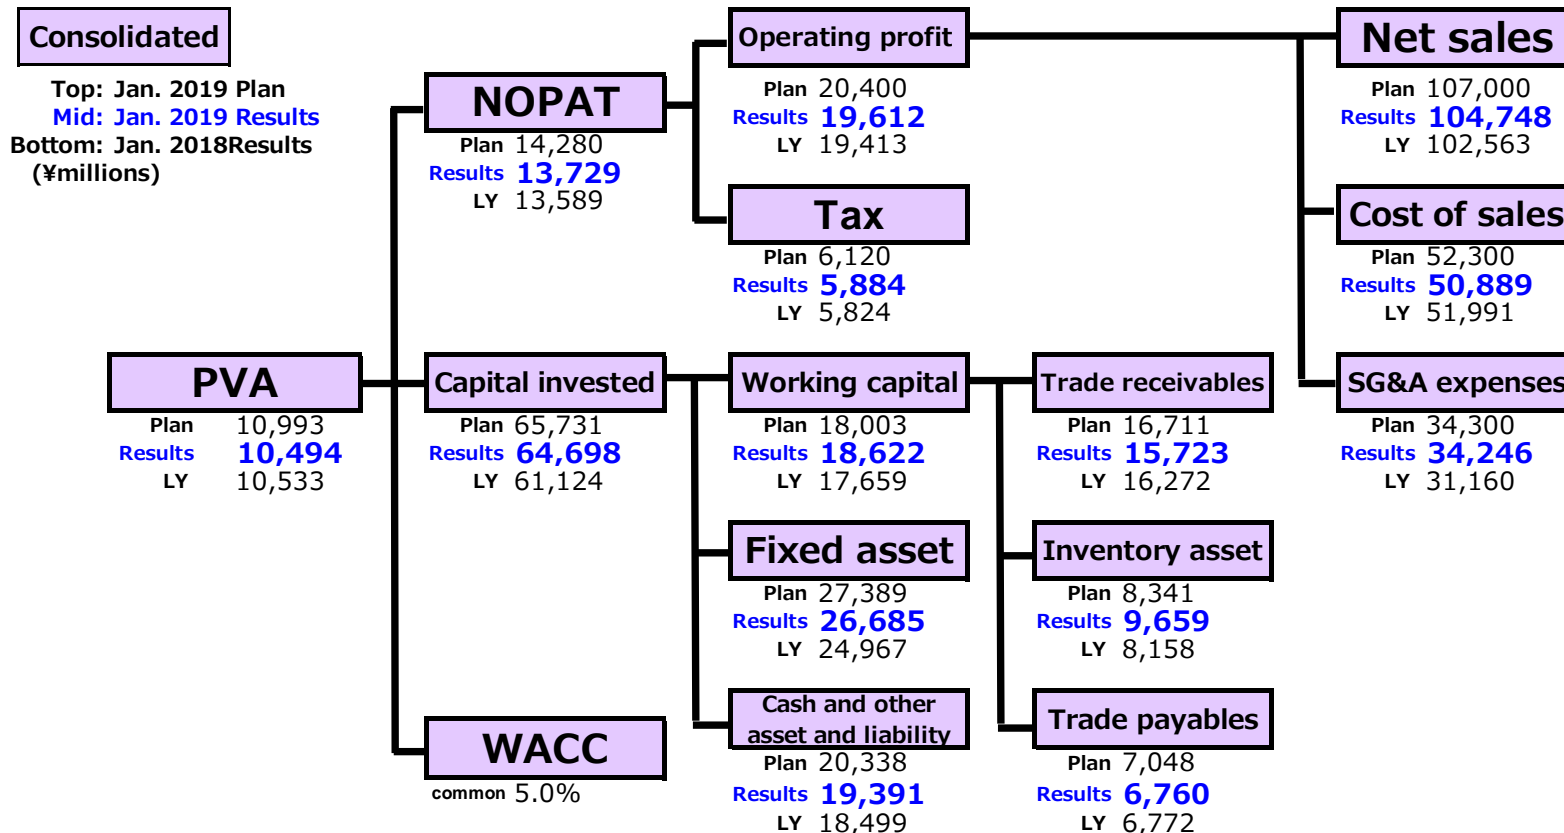 Consolidated
Top: Jan. 2019 Plan
Mid: Jan. 2019 Results
Bottom: Jan. 2018Results
(¥millions)
PVA
Plan 10,993
Results 10,494
LY 10,533
NOPAT
Plan 14,280
Results 13,729
LY 13,589
Capital invested
Plan 65,731
Results 64,698
LY 61,124
WACC
common 5.0%
Operating profit
Plan 20,400
Results 19,612
LY 19,413
Tax
Plan 6,120
Results 5,884
LY 5,824
Working capital
Plan 18,003
Results 18,622
LY 17,659
Fixed asset
Plan 27,389
Results 26,685
LY 24,967
Cash and other
asset and liability
Plan 20,338
Results 19,391
LY 18,499
Trade receivables
Plan 16,711
Results 15,723
LY 16,272
Inventory asset
Plan 8,341
Results 9,659
LY 8,158
Trade payables
Plan 7,048
Results 6,760
LY 6,772
Net sales
Plan 107,000
Results 104,748
LY 102,563
Cost of sales
Plan 52,300
Results 50,889
LY 51,991
SG&A expenses
Plan 34,300
Results 34,246
LY 31,160